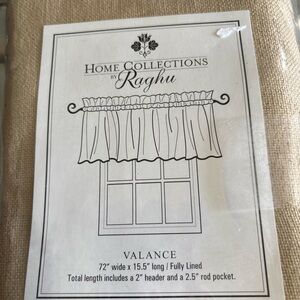 HOME COLLECTIONS
BY
Raghu
VALANCE
72" wide x 15.5" long / Fully Lined
Total length includes a 2" header and a 2.5" rod pocket.